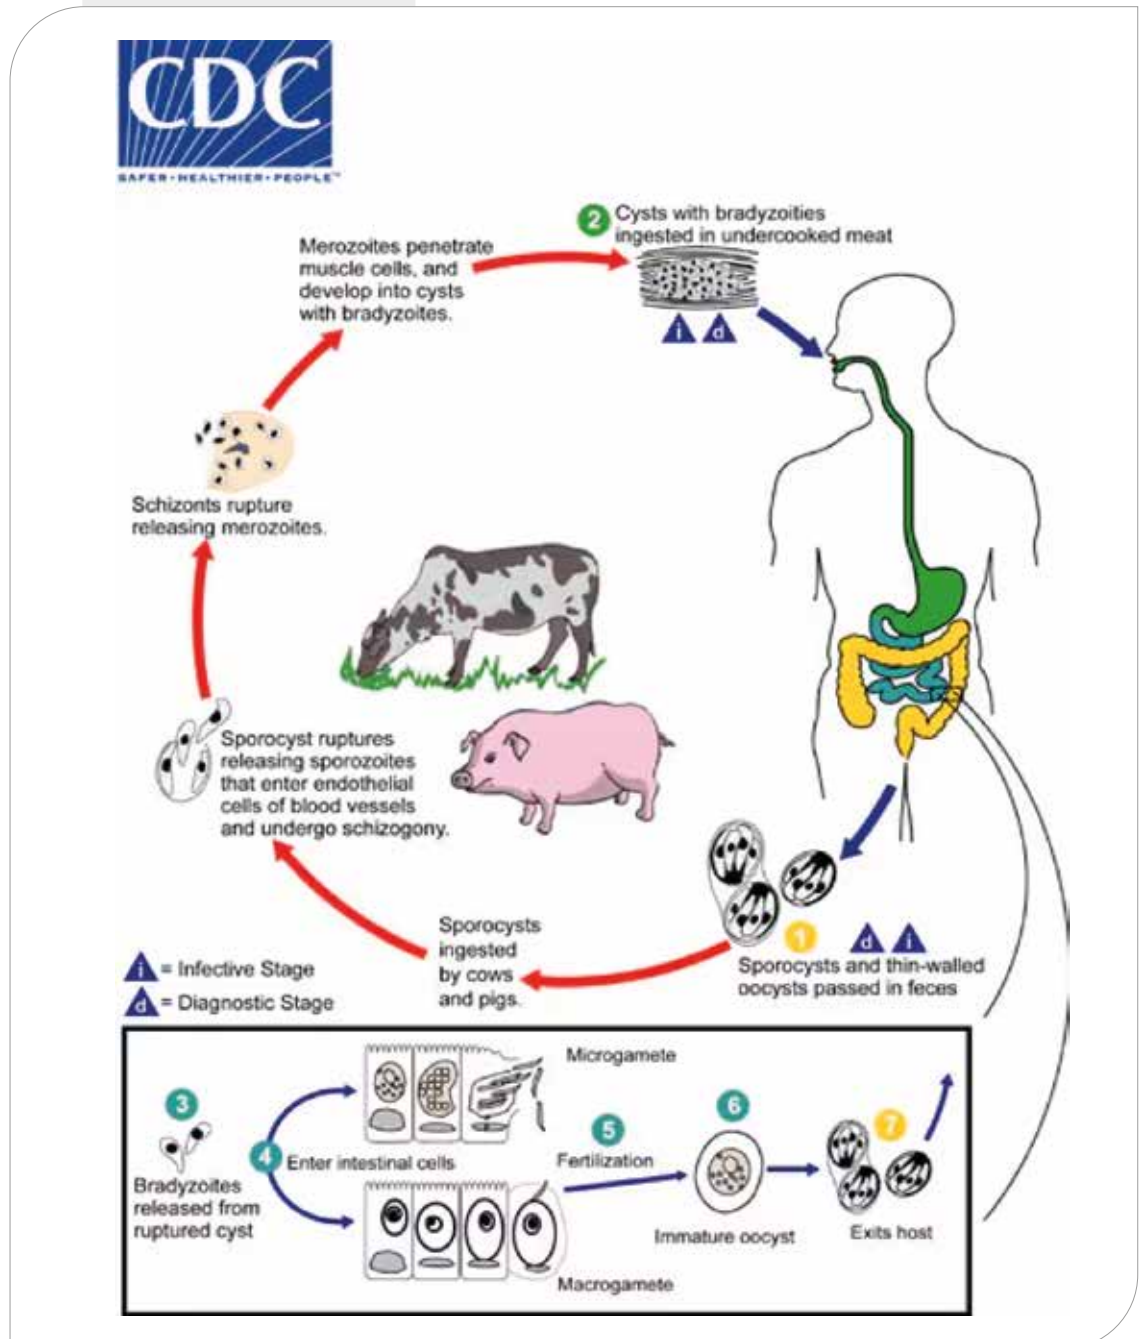 CDC
SAFER • HEALTHIER • PEOPLE™
2
Cysts with bradyzoities
ingested in undercooked meat
i d
Merozoites penetrate
muscle cells, and
develop into cysts
with bradyzoites.
Schizonts rupture
releasing merozoites.
Sporocyst ruptures
releasing sporozoites
that enter endothelial
cells of blood vessels
and undergo schizogony.
Sporocysts
ingested
by cows
and pigs.
1
d i
Sporocysts and thin-walled
oocysts passed in feces
i = Infective Stage
d = Diagnostic Stage
3
Bradyzoites
released from
ruptured cyst
4
Enter intestinal cells
Microgamete
Macrogamete
5
Fertilization
6
Immature oocyst
7
Exits host